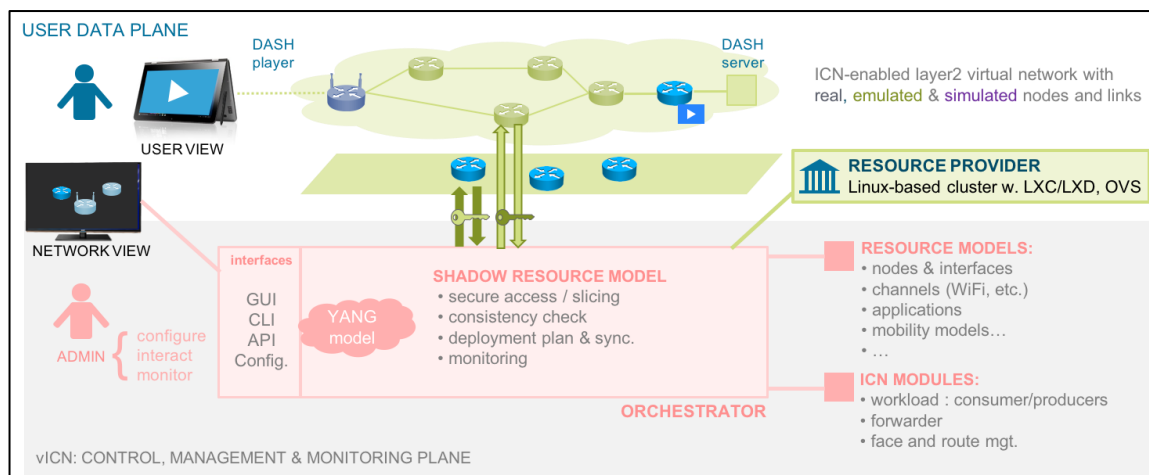 USER DATA PLANE
DASH
player
DASH
server
ICN-enabled layer2 virtual network with
real, emulated & simulated nodes and links
USER VIEW
RESOURCE PROVIDER
Linux-based cluster w. LXC/LXD, OVS
NETWORK VIEW
interfaces
GUI
CLI
API
Config.
YANG
model
SHADOW RESOURCE MODEL
• secure access / slicing
• consistency check
• deployment plan & sync.
• monitoring
RESOURCE MODELS:
• nodes & interfaces
• channels (WiFi, etc.)
• applications
• mobility models…
• …
ADMIN
configure
interact
monitor
ICN MODULES:
• workload : consumer/producers
• forwarder
• face and route mgt.
ORCHESTRATOR
vICN: CONTROL, MANAGEMENT & MONITORING PLANE